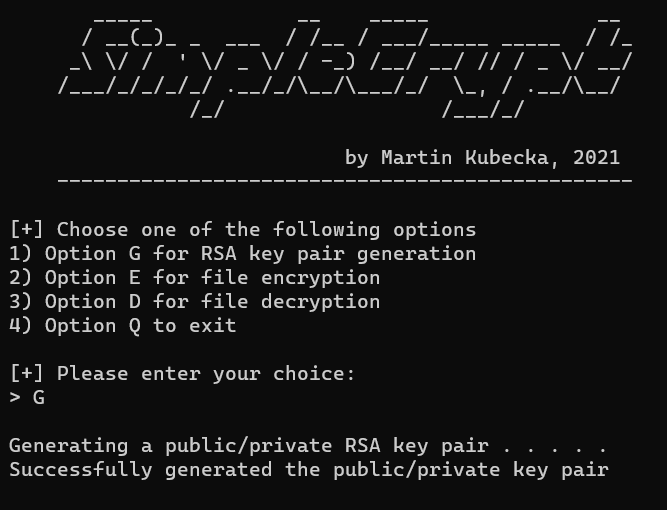 SimpleCrypt
by Martin Kubecka, 2021
[+] Choose one of the following options
1) Option G for RSA key pair generation
2) Option E for file encryption
3) Option D for file decryption
4) Option Q to exit
[+] Please enter your choice:
> G
Generating a public/private RSA key pair . . . . .
Successfully generated the public/private key pair